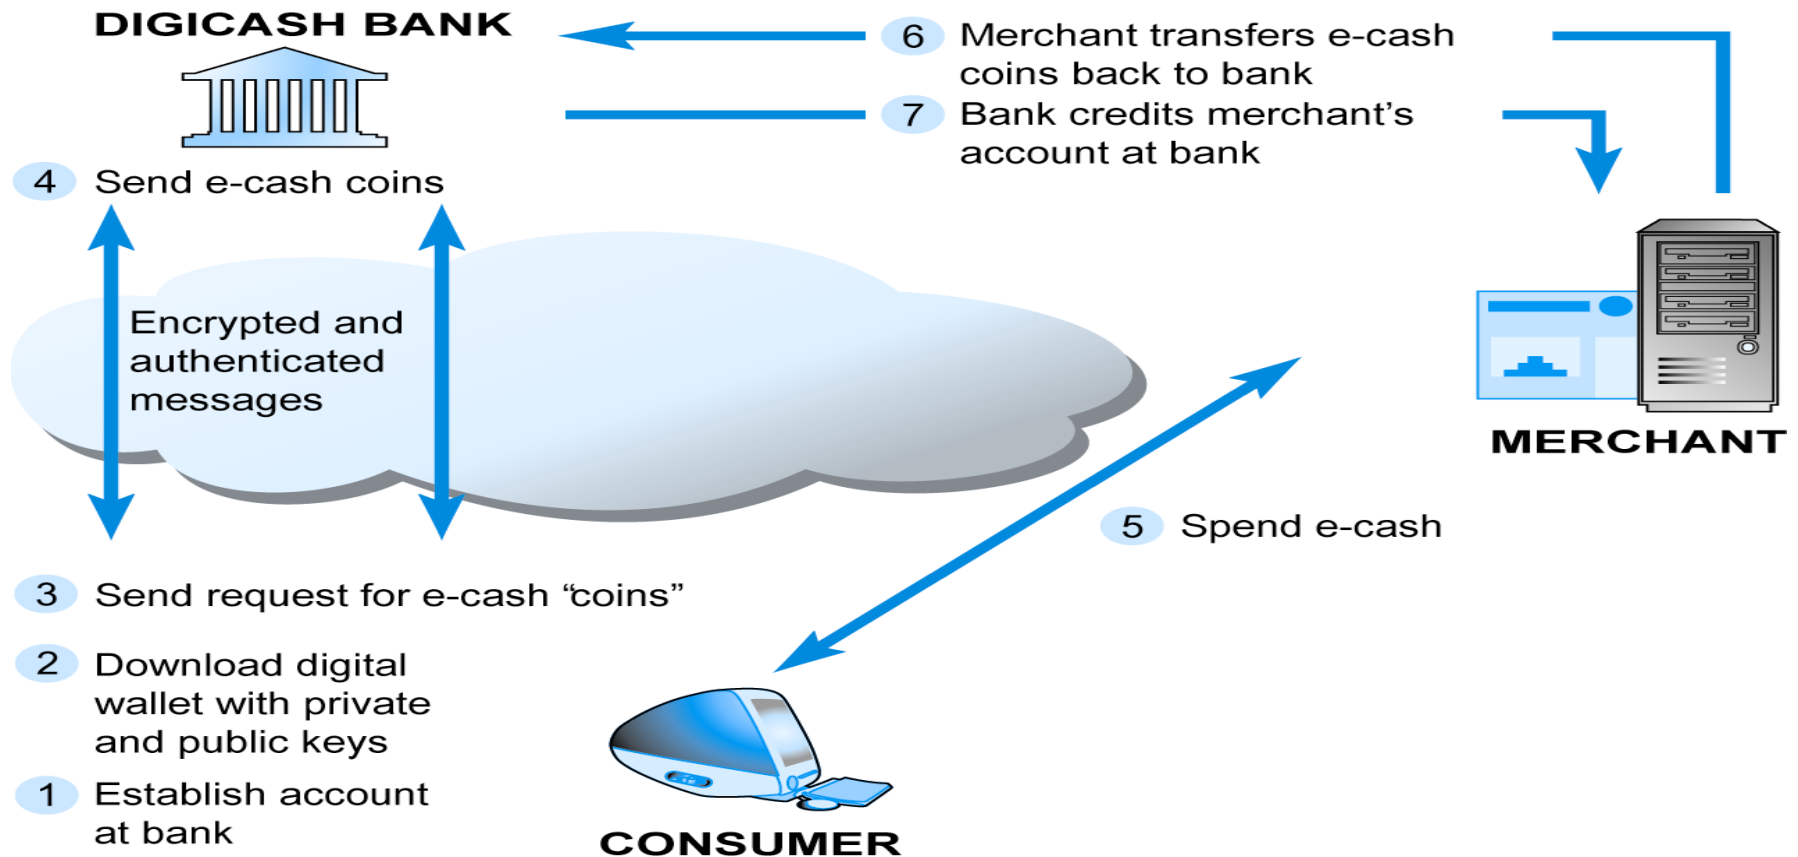 DIGICASH BANK
6 Merchant transfers e-cash
coins back to bank
7 Bank credits merchant's
account at bank
4 Send e-cash coins
Encrypted and
authenticated
messages
MERCHANT
5 Spend e-cash
3 Send request for e-cash “coins”
2 Download digital
wallet with private
and public keys
1 Establish account
at bank
CONSUMER